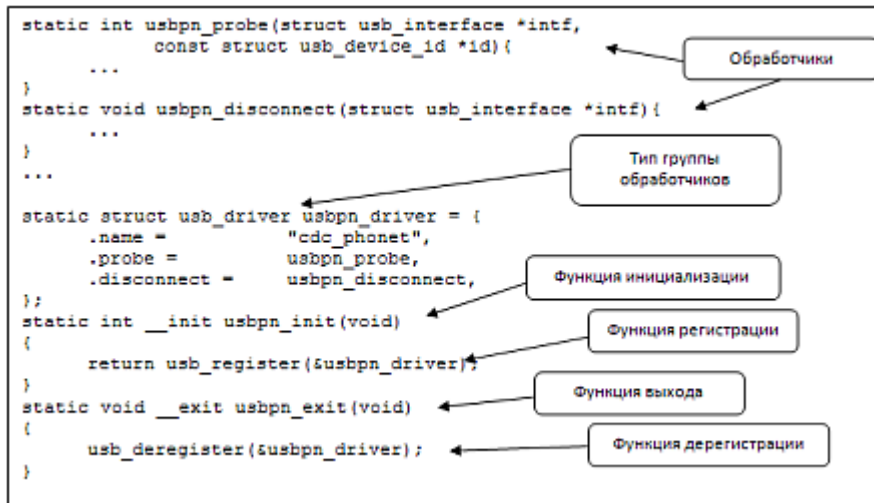 static int usbpn_probe(struct usb_interface *intf,
const struct usb_device_id *id){
Обработчики
...
}
static void usbpn_disconnect(struct usb_interface *intf){
...
}
...
Тип группы
обработчиков
static struct usb_driver usbpn_driver = {
.name = "cdc_phonet",
.probe = usbpn_probe,
.disconnect = usbpn_disconnect,
};
Функция инициализации
static int __init usbpn_init(void)
{
Функция регистрации
return usb_register(&usbpn_driver);
}
Функция выхода
static void __exit usbpn_exit(void)
{
usb_deregister(&usbpn_driver);
Функция дерегистрации
}